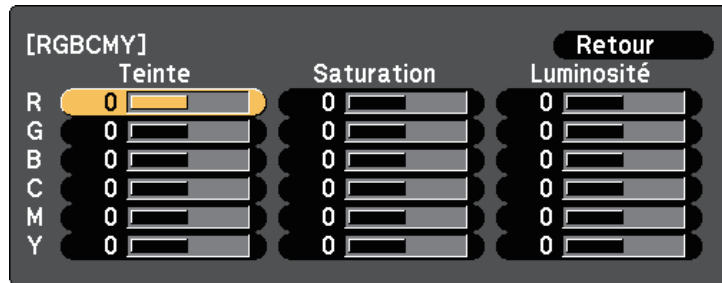 [RGBCMY] Retour
Teinte Saturation Luminosité
R 0 0 0
G 0 0 0
B 0 0 0
C 0 0 0
M 0 0 0
Y 0 0 0